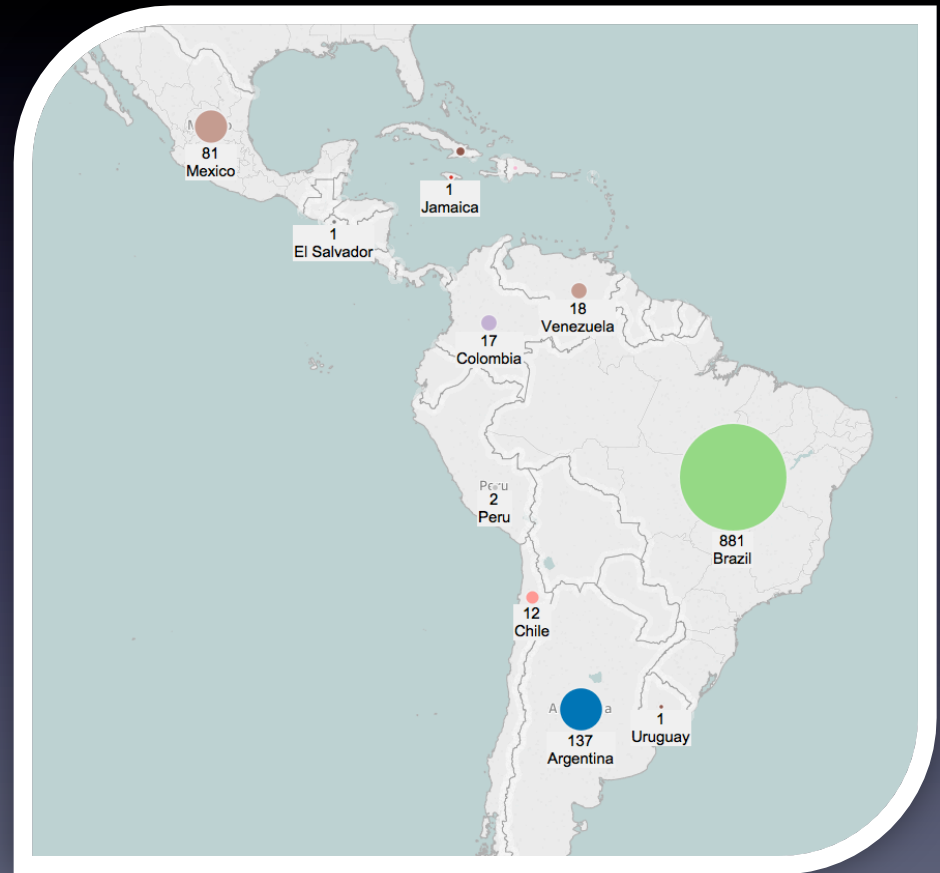 81
Mexico
1
Jamaica
1
El Salvador
18
Venezuela
17
Colombia
Peru
2
Peru
881
Brazil
12
Chile
137
Argentina
1
Uruguay